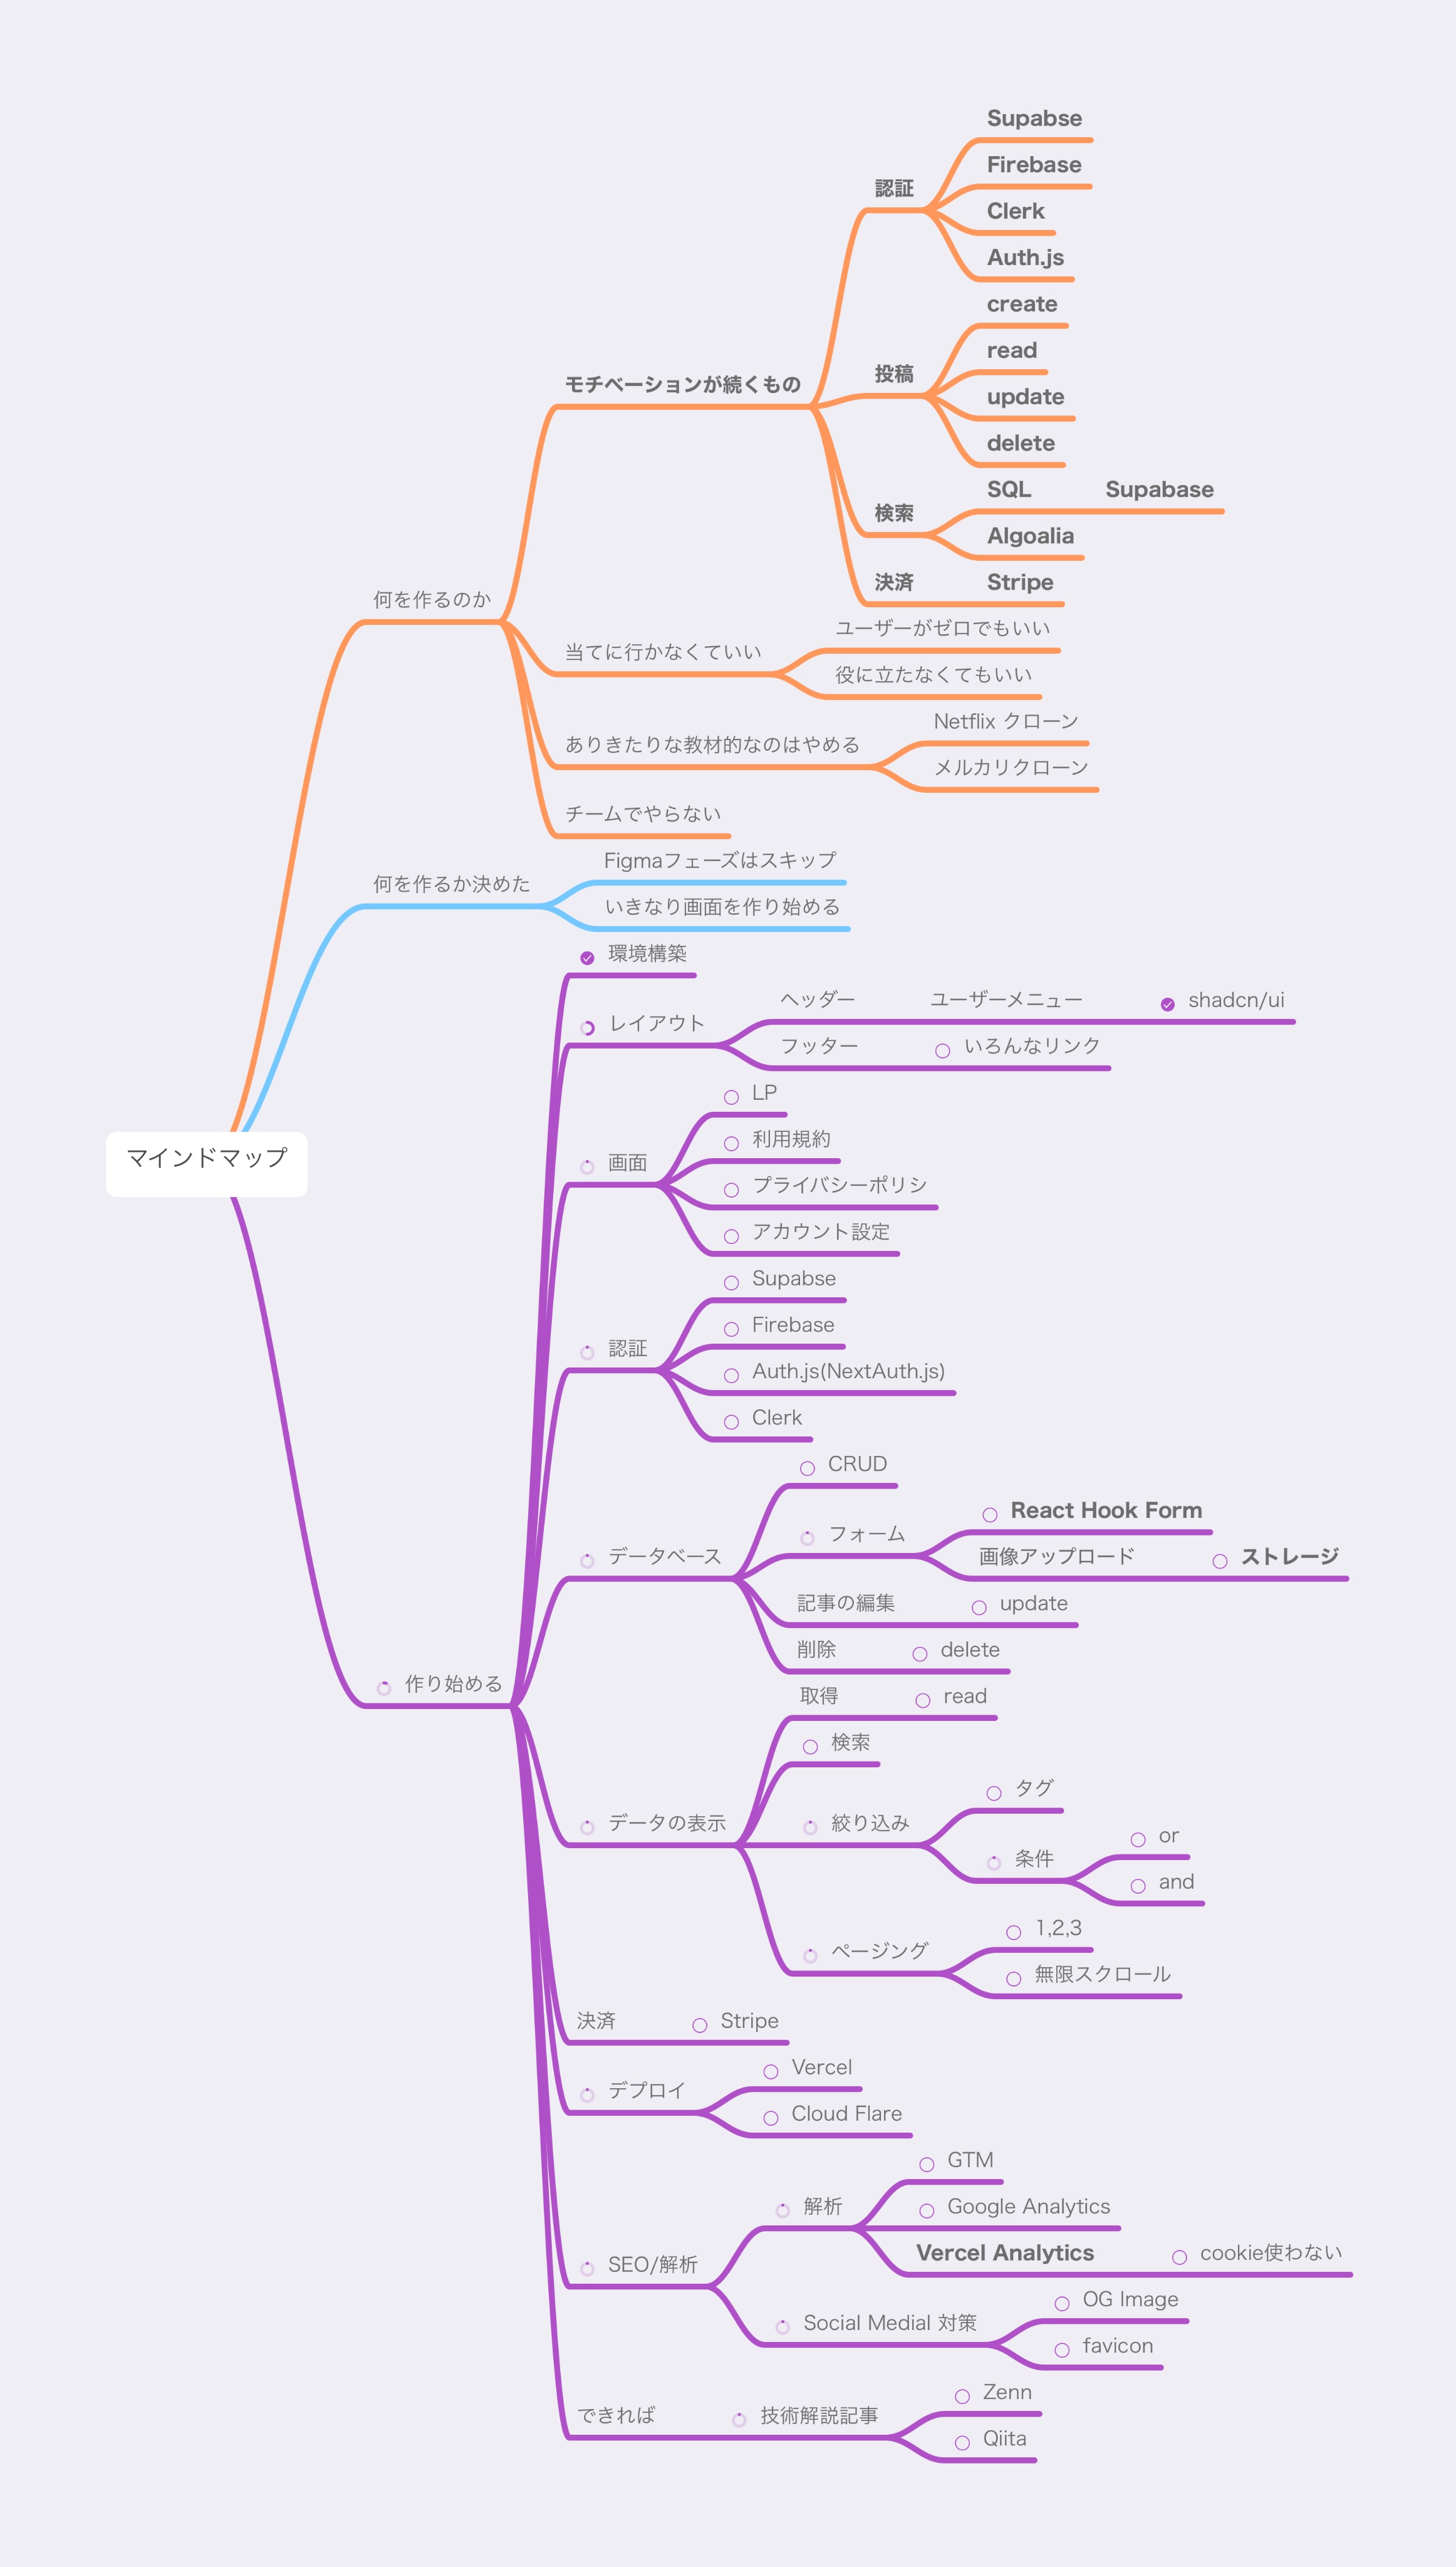 Supabse
Firebase
認証
Clerk
Auth.js
create
read
モチベーションが続くもの
投稿
update
delete
SQL
Supabase
検索
Algoalia
決済
Stripe
何を作るのか
ユーザーがゼロでもいい
当てに行かなくていい
役に立たなくてもいい
Netflix クローン
ありきたりな教材的なのはやめる
メルカリクローン
チームでやらない
Figmaフェーズはスキップ
何を作るか決めた
いきなり画面を作り始める
環境構築
ヘッダー
ユーザーメニュー
shadcn/ui
レイアウト
フッター
いろんなリンク
LP
利用規約
マインドマップ
画面
プライバシーポリシ
アカウント設定
Supabse
Firebase
認証
Auth.js(NextAuth.js)
Clerk
CRUD
React Hook Form
フォーム
データベース
画像アップロード
ストレージ
記事の編集
update
削除
delete
作り始める
取得
read
検索
タグ
データの表示
絞り込み
or
条件
and
1,2,3
ページング
無限スクロール
決済
Stripe
Vercel
デプロイ
Cloud Flare
GTM
解析
Google Analytics
Vercel Analytics
cookie使わない
SEO/解析
OG Image
Social Medial 対策
favicon
Zenn
できれば
技術解説記事
Qiita